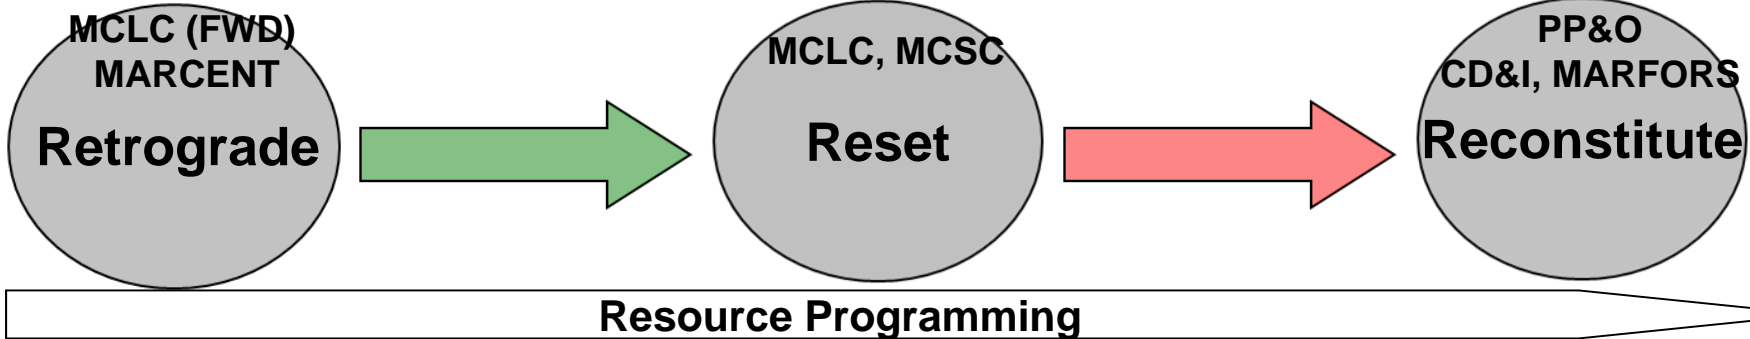 MCLC (FWD)
MARCENT
Retrograde
MCLC, MCSC
Reset
PP&O
CD&I, MARFORS
Reconstitute
Resource Programming